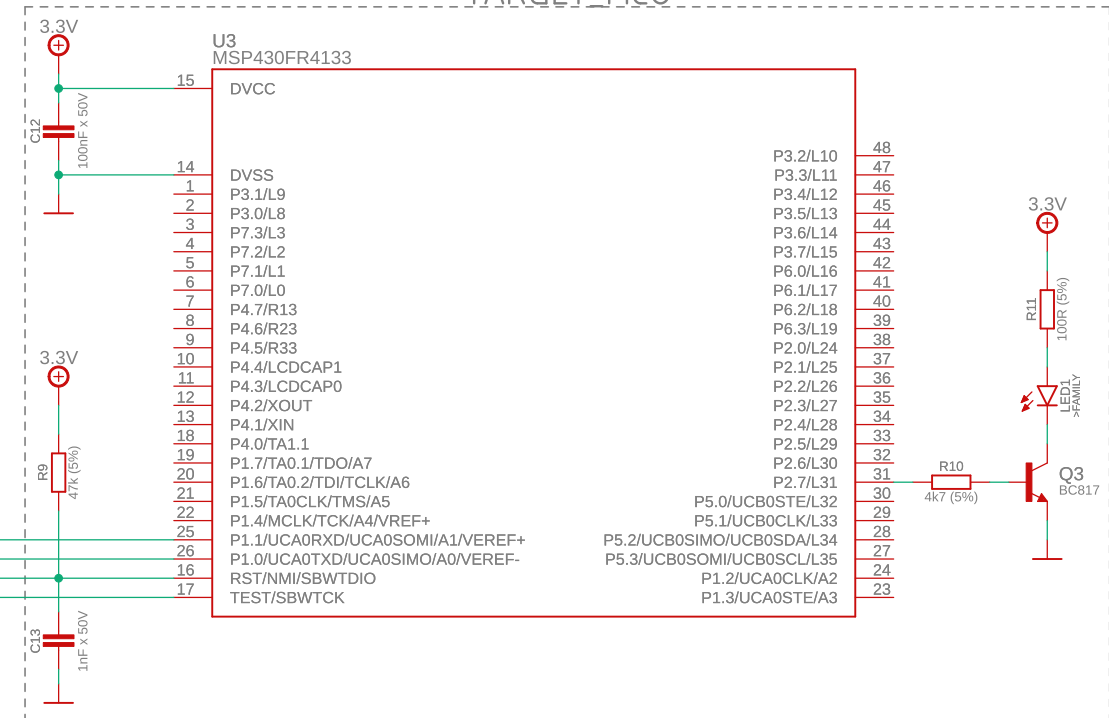 TARGET_MCU
3.3V
C12
100nF x 50V
U3
MSP430FR4133
15 DVCC
14 DVSS
1 P3.1/L9
2 P3.0/L8
3 P7.3/L3
4 P7.2/L2
5 P7.1/L1
6 P7.0/L0
7 P4.7/R13
8 P4.6/R23
9 P4.5/R33
10 P4.4/LCDCAP1
11 P4.3/LCDCAP0
12 P4.2/XOUT
13 P4.1/XIN
18 P4.0/TA1.1
19 P1.7/TA0.1/TDO/A7
20 P1.6/TA0.2/TDI/TCLK/A6
21 P1.5/TA0CLK/TMS/A5
22 P1.4/MCLK/TCK/A4/VREF+
25 P1.1/UCA0RXD/UCA0SOMI/A1/VEREF+
26 P1.0/UCA0TXD/UCA0SIMO/A0/VEREF-
16 RST/NMI/SBWTDIO
17 TEST/SBWTCK
P3.2/L10 48
P3.3/L11 47
P3.4/L12 46
P3.5/L13 45
P3.6/L14 44
P3.7/L15 43
P6.0/L16 42
P6.1/L17 41
P6.2/L18 40
P6.3/L19 39
P2.0/L24 38
P2.1/L25 37
P2.2/L26 36
P2.3/L27 35
P2.4/L28 34
P2.5/L29 33
P2.6/L30 32
P2.7/L31 31
P5.0/UCB0STE/L32 30
P5.1/UCB0CLK/L33 29
P5.2/UCB0SIMO/UCB0SDA/L34 28
P5.3/UCB0SOMI/UCB0SCL/L35 27
P1.2/UCA0CLK/A2 24
P1.3/UCA0STE/A3 23
3.3V
R9
47k (5%)
C13
1nF x 50V
3.3V
R11
100R (5%)
LED1
>FAMILY
R10
4k7 (5%)
Q3
BC817